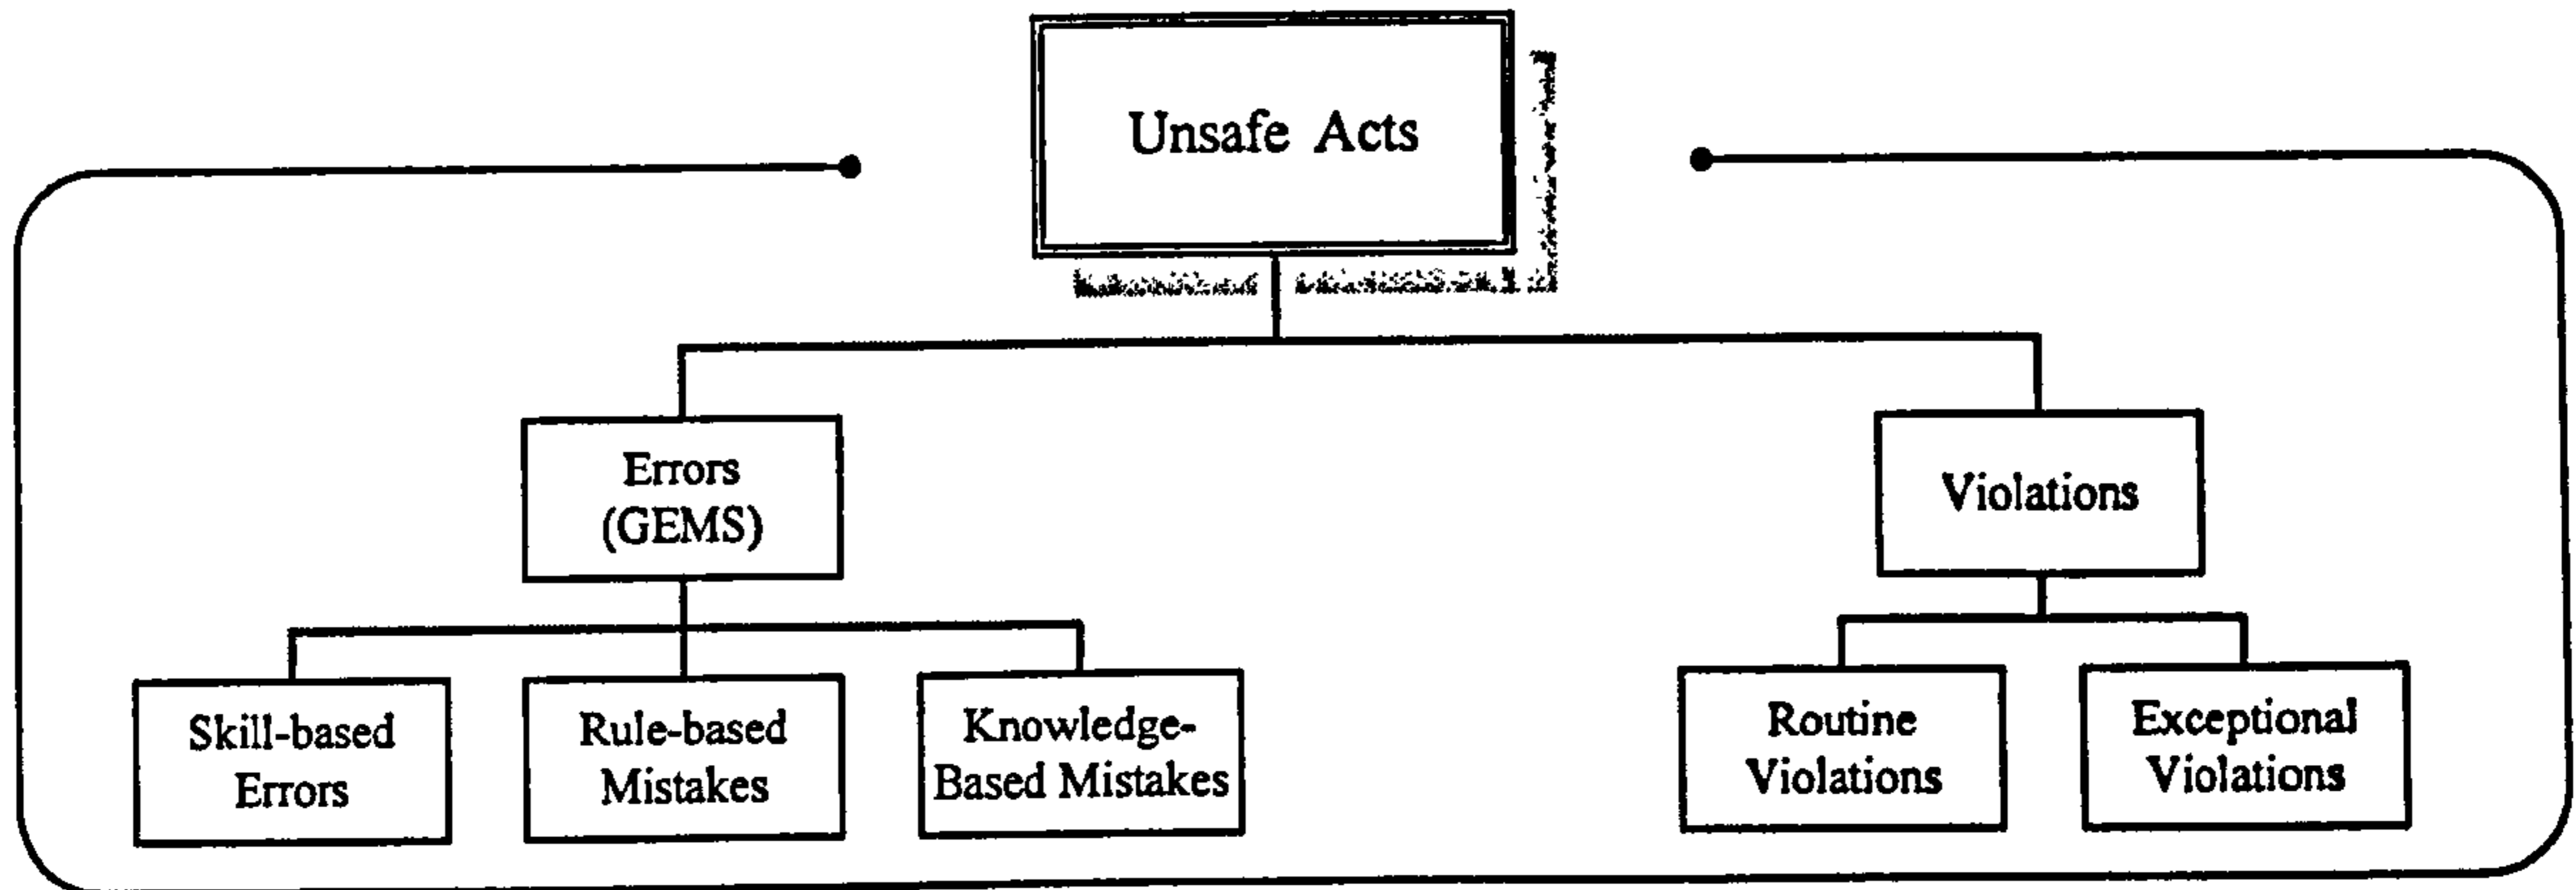 Unsafe Acts
Errors
(GEMS)
Violations
Skill-based
Errors
Rule-based
Mistakes
Knowledge-
Based Mistakes
Routine
Violations
Exceptional
Violations